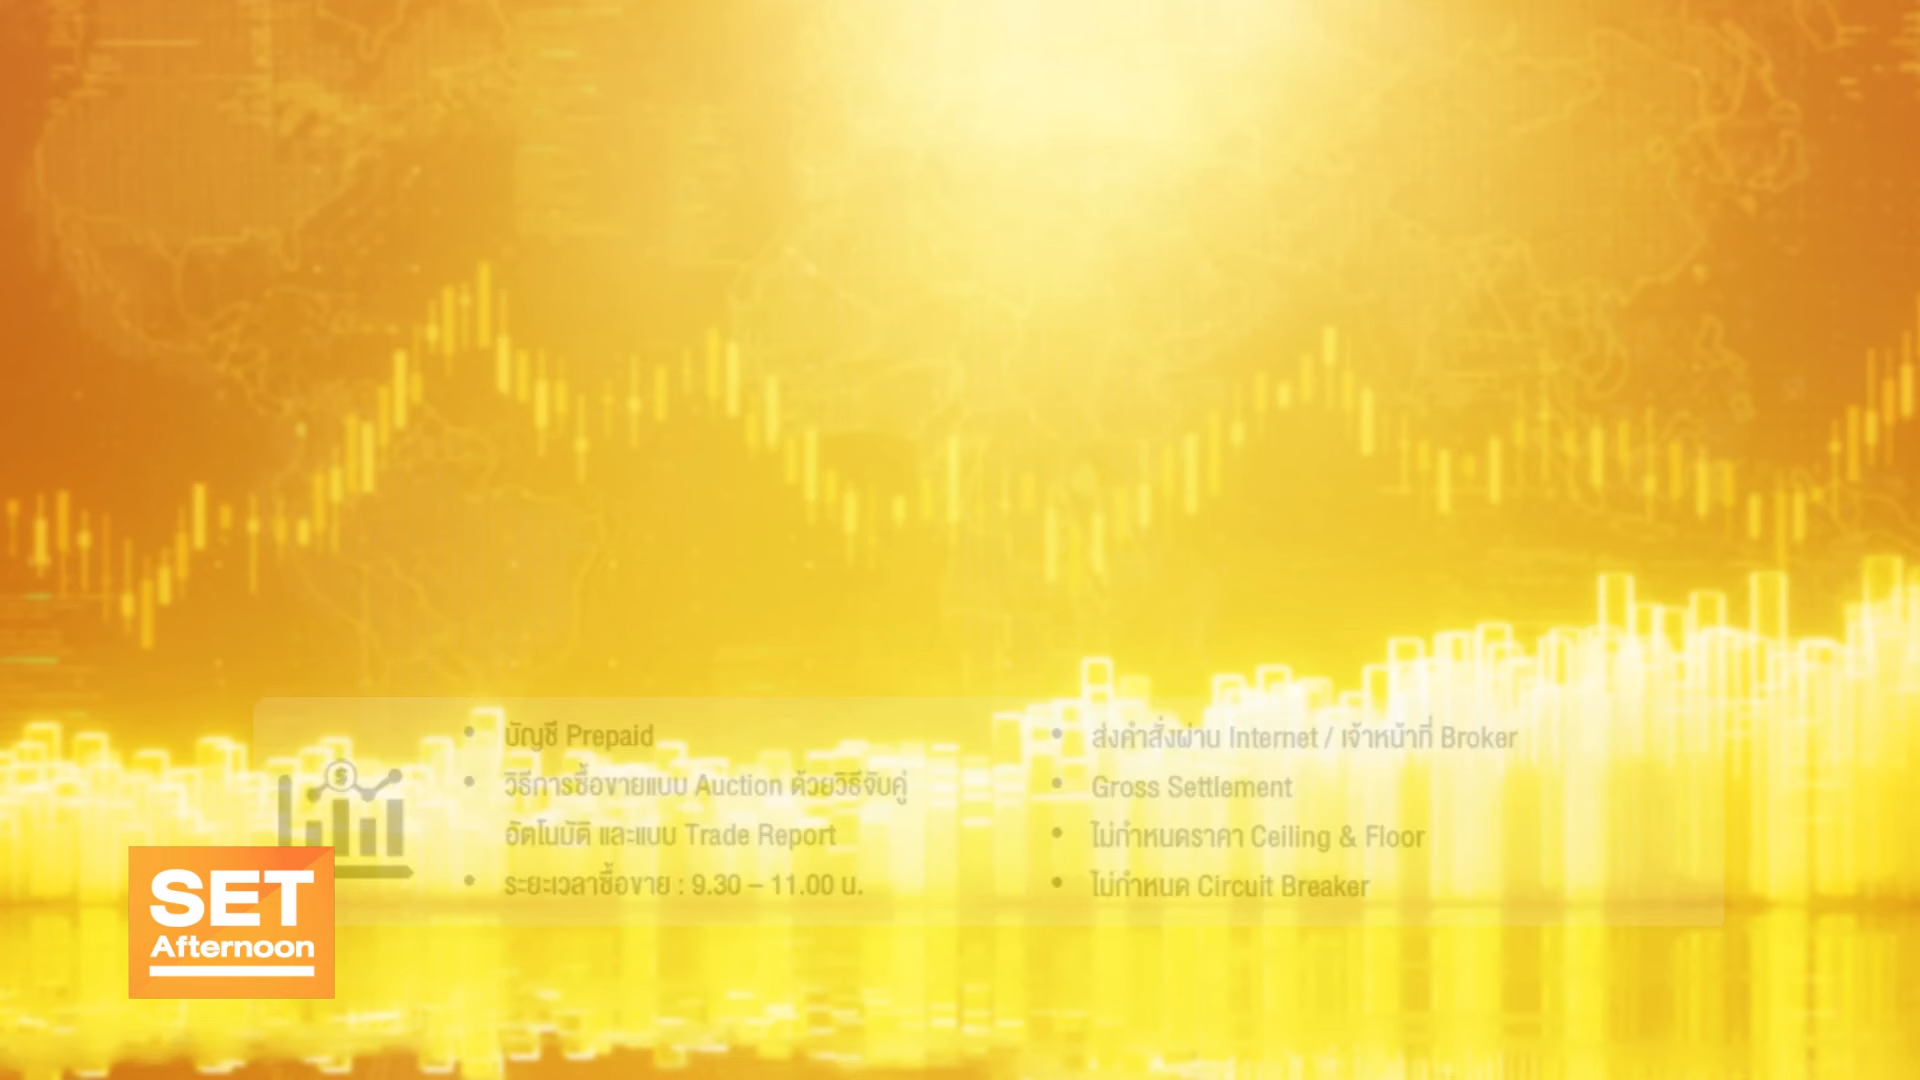 • บัญชี Prepaid
• วิธีการซื้อขายแบบ Auction ด้วยวิธีจับคู่
อัตโนมัติ และแบบ Trade Report
• ระยะเวลาซื้อขาย : 9.30 – 11.00 น.
• ส่งคำสั่งผ่าน Internet / เจ้าหน้าที่ Broker
• Gross Settlement
• ไม่กำหนดราคา Ceiling & Floor
• ไม่กำหนด Circuit Breaker
$
SET
Afternoon